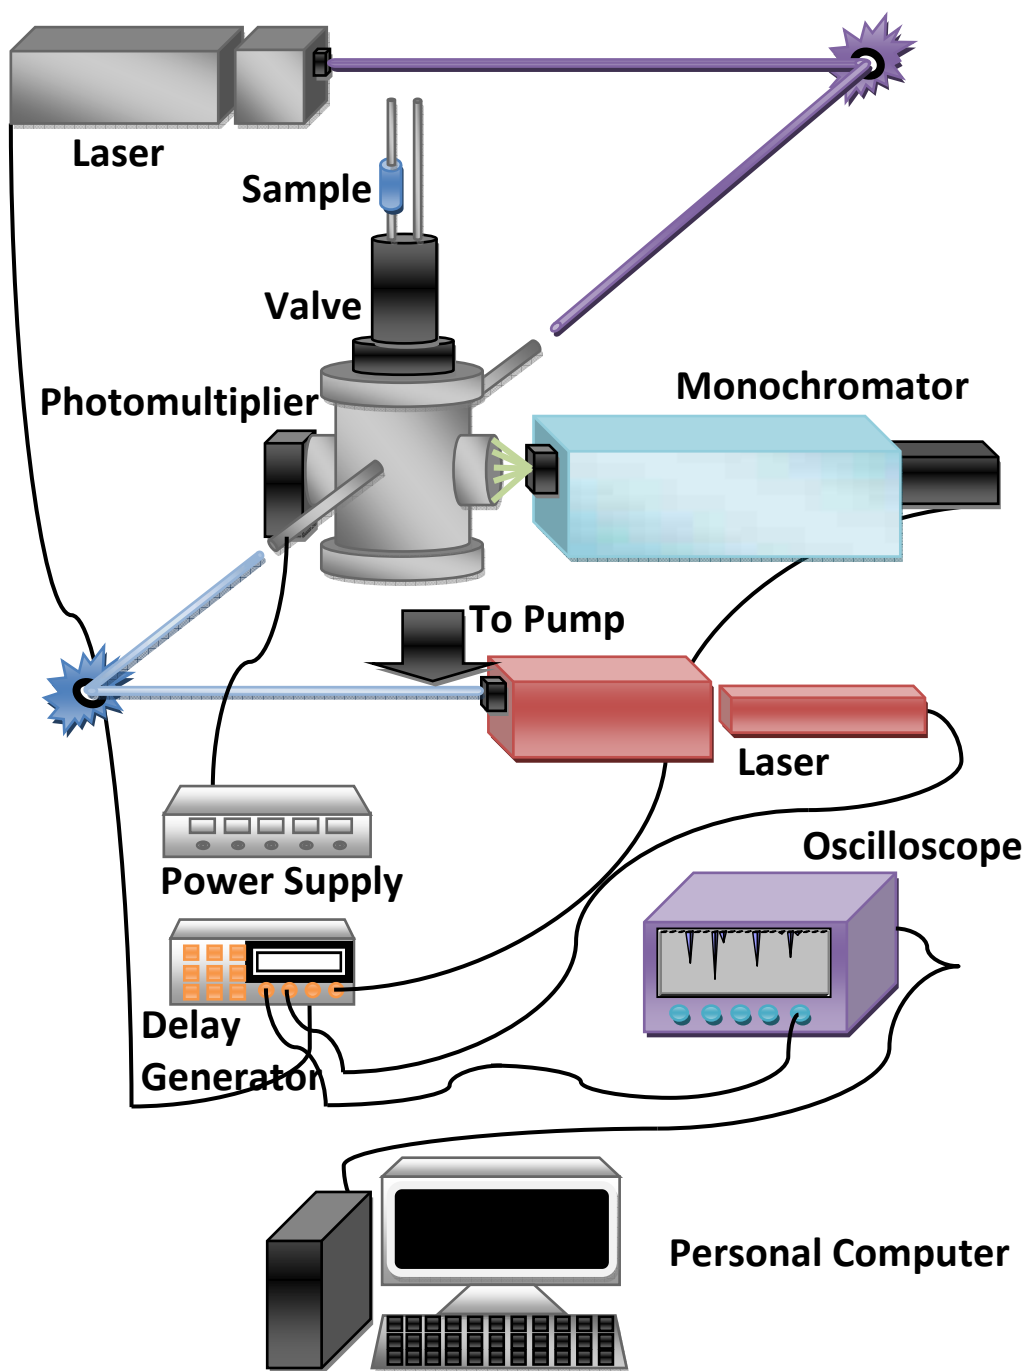 Laser
Sample
Valve
Photomultiplier
Monochromator
To Pump
Laser
Oscilloscope
Power Supply
Delay
Generator
Personal Computer